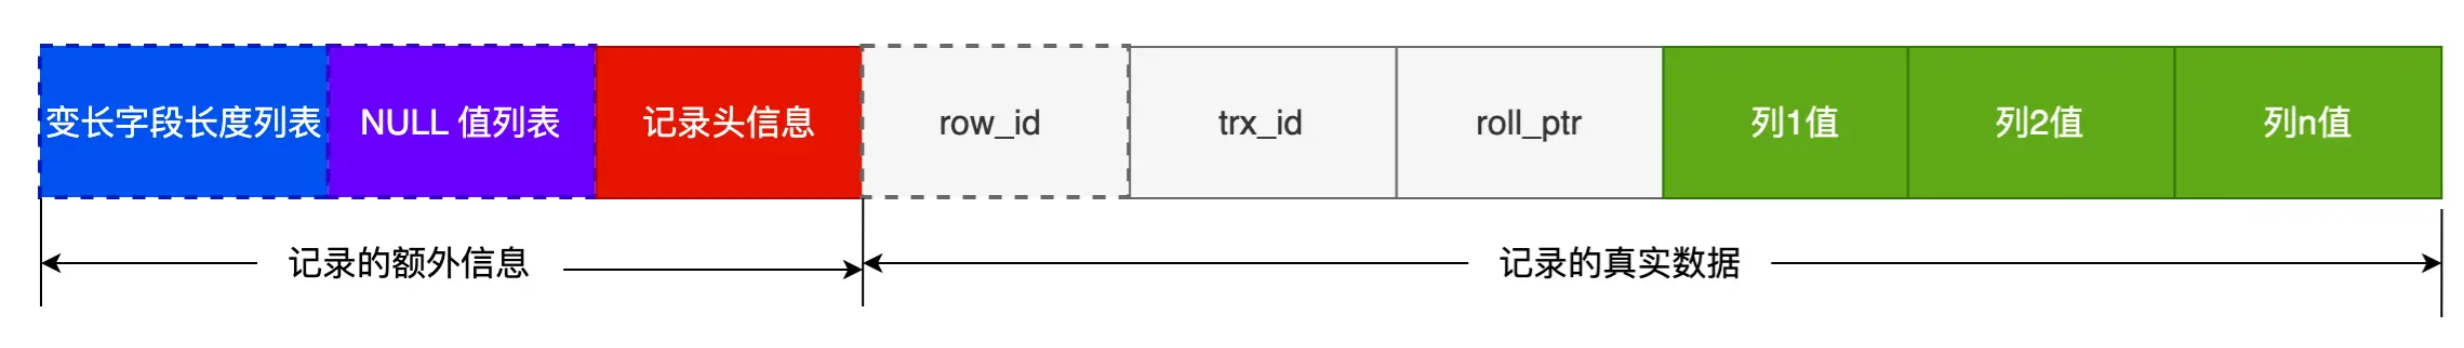 变长字段长度列表
NULL 值列表
记录头信息
row_id
trx_id
roll_ptr
列1值
列2值
列n值
记录的额外信息
记录的真实数据